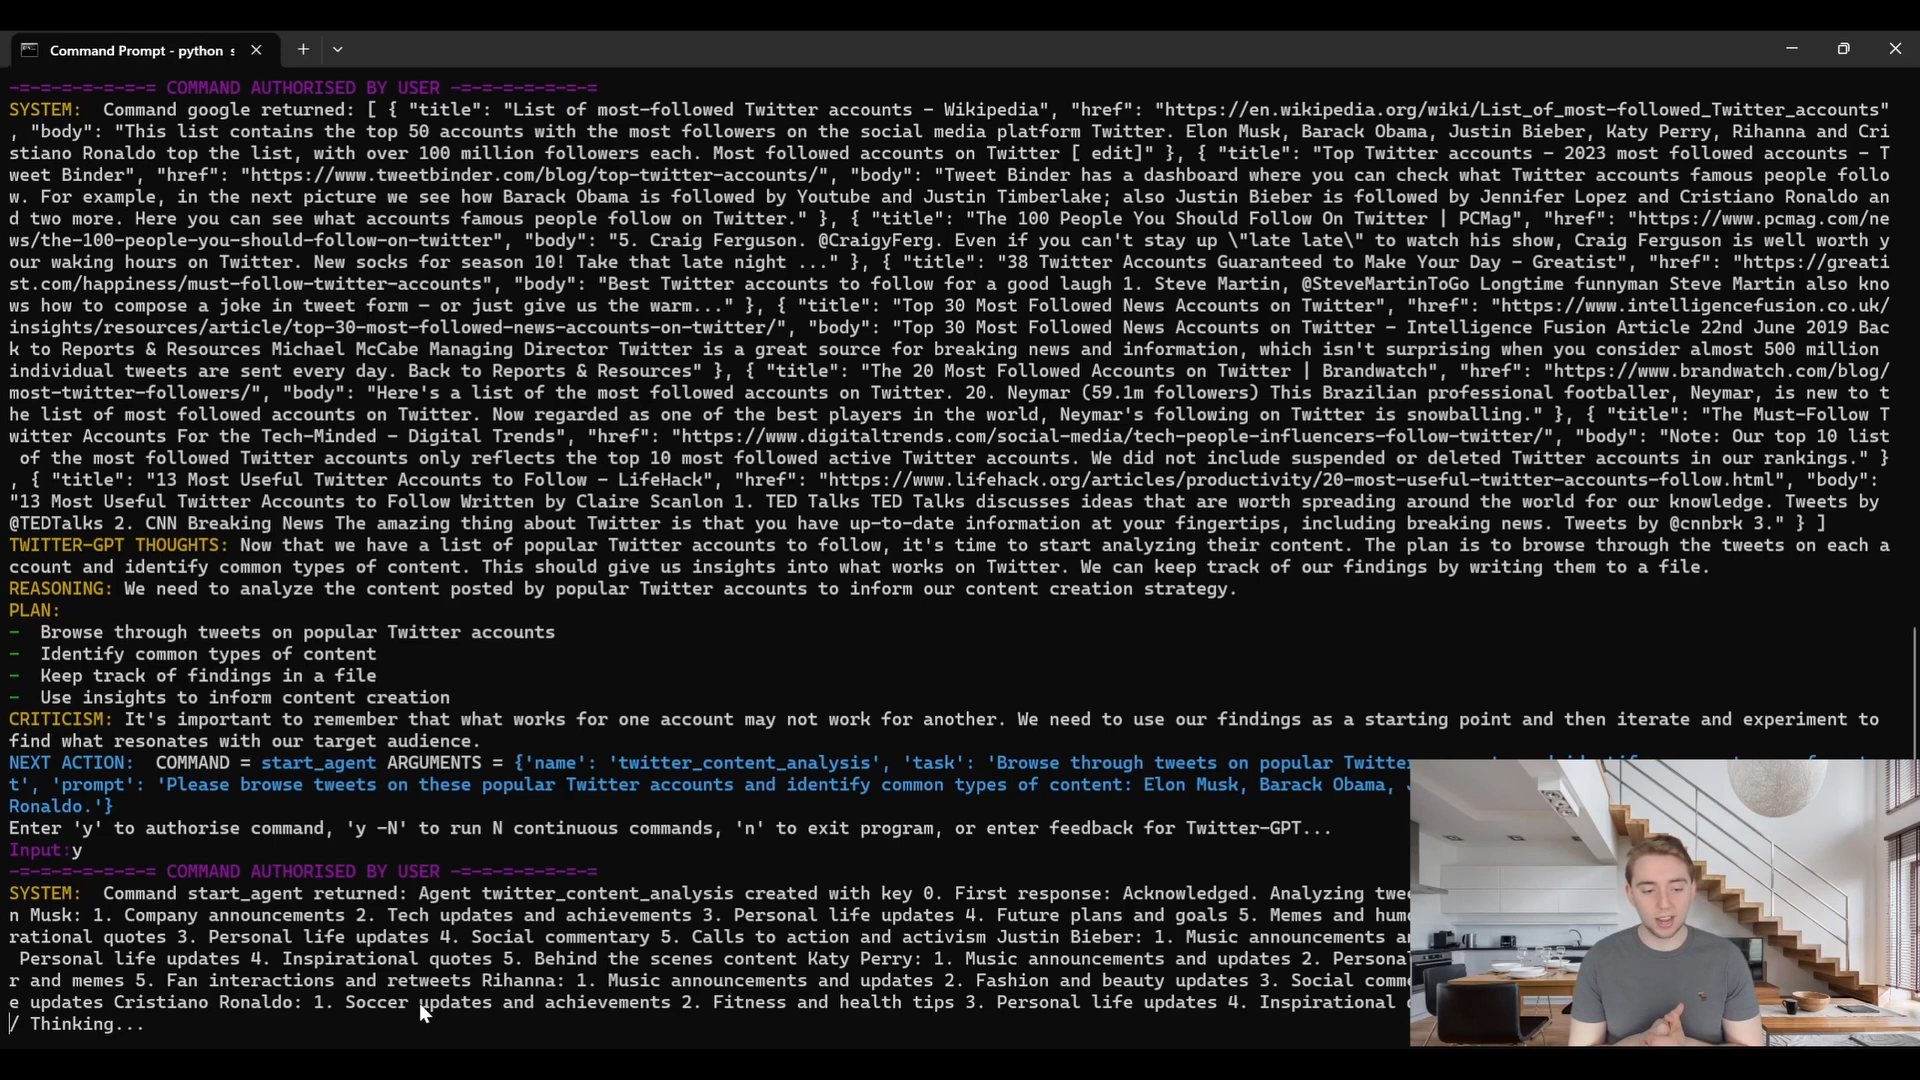 Command Prompt - python s
-=-=-=-=-=-=-= COMMAND AUTHORISED BY USER -=-=-=-=-=-=-=
SYSTEM:  Command google returned: [ { "title": "List of most-followed Twitter accounts - Wikipedia", "href": "https://en.wikipedia.org/wiki/List_of_most-followed_Twitter_accounts"
, "body": "This list contains the top 50 accounts with the most followers on the social media platform Twitter. Elon Musk, Barack Obama, Justin Bieber, Katy Perry, Rihanna and Cri
stiano Ronaldo top the list, with over 100 million followers each. Most followed accounts on Twitter [ edit]" }, { "title": "Top Twitter accounts - 2023 most followed accounts - T
weet Binder", "href": "https://www.tweetbinder.com/blog/top-twitter-accounts/", "body": "Tweet Binder has a dashboard where you can check what Twitter accounts famous people follo
w. For example, in the next picture we see how Barack Obama is followed by Youtube and Justin Timberlake; also Justin Bieber is followed by Jennifer Lopez and Cristiano Ronaldo an
d two more. Here you can see what accounts famous people follow on Twitter." }, { "title": "The 100 People You Should Follow On Twitter | PCMag", "href": "https://www.pcmag.com/ne
ws/the-100-people-you-should-follow-on-twitter", "body": "5. Craig Ferguson. @CraigyFerg. Even if you can't stay up \"late late\" to watch his show, Craig Ferguson is well worth y
our waking hours on Twitter. New socks for season 10! Take that late night ..." }, { "title": "38 Twitter Accounts Guaranteed to Make Your Day - Greatist", "href": "https://greati
st.com/happiness/must-follow-twitter-accounts", "body": "Best Twitter accounts to follow for a good laugh 1. Steve Martin, @SteveMartinToGo Longtime funnyman Steve Martin also kno
ws how to compose a joke in tweet form - or just give us the warm..." }, { "title": "Top 30 Most Followed News Accounts on Twitter", "href": "https://www.intelligencefusion.co.uk/
insights/resources/article/top-30-most-followed-news-accounts-on-twitter/", "body": "Top 30 Most Followed News Accounts on Twitter - Intelligence Fusion Article 22nd June 2019 Bac
k to Reports & Resources Michael McCabe Managing Director Twitter is a great source for breaking news and information, which isn't surprising when you consider almost 500 million
individual tweets are sent every day. Back to Reports & Resources" }, { "title": "The 20 Most Followed Accounts on Twitter | Brandwatch", "href": "https://www.brandwatch.com/blog/
most-twitter-followers/", "body": "Here's a list of the most followed accounts on Twitter. 20. Neymar (59.1m followers) This Brazilian professional footballer, Neymar, is new to t
he list of most followed accounts on Twitter. Now regarded as one of the best players in the world, Neymar's following on Twitter is snowballing." }, { "title": "The Must-Follow T
witter Accounts For the Tech-Minded - Digital Trends", "href": "https://www.digitaltrends.com/social-media/tech-people-influencers-follow-twitter/", "body": "Note: Our top 10 list
of the most followed Twitter accounts only reflects the top 10 most followed active Twitter accounts. We did not include suspended or deleted Twitter accounts in our rankings." }
, { "title": "13 Most Useful Twitter Accounts to Follow - LifeHack", "href": "https://www.lifehack.org/articles/productivity/20-most-useful-twitter-accounts-follow.html", "body":
"13 Most Useful Twitter Accounts to Follow Written by Claire Scanlon 1. TED Talks TED Talks discusses ideas that are worth spreading around the world for our knowledge. Tweets by
@TEDTalks 2. CNN Breaking News The amazing thing about Twitter is that you have up-to-date information at your fingertips, including breaking news. Tweets by @cnnbrk 3." } ]
TWITTER-GPT THOUGHTS: Now that we have a list of popular Twitter accounts to follow, it's time to start analyzing their content. The plan is to browse through the tweets on each a
ccount and identify common types of content. This should give us insights into what works on Twitter. We can keep track of our findings by writing them to a file.
REASONING: We need to analyze the content posted by popular Twitter accounts to inform our content creation strategy.
PLAN:
-  Browse through tweets on popular Twitter accounts
-  Identify common types of content
-  Keep track of findings in a file
-  Use insights to inform content creation
CRITICISM: It's important to remember that what works for one account may not work for another. We need to use our findings as a starting point and then iterate and experiment to
find what resonates with our target audience.
NEXT ACTION:  COMMAND = start_agent ARGUMENTS = {'name': 'twitter_content_analysis', 'task': 'Browse through tweets on popular Twitter
t', 'prompt': 'Please browse tweets on these popular Twitter accounts and identify common types of content: Elon Musk, Barack Obama,
Ronaldo.'}
Enter 'y' to authorise command, 'y -N' to run N continuous commands, 'n' to exit program, or enter feedback for Twitter-GPT...
Input:y
-=-=-=-=-=-=-= COMMAND AUTHORISED BY USER -=-=-=-=-=-=-=
SYSTEM:  Command start_agent returned: Agent twitter_content_analysis created with key 0. First response: Acknowledged. Analyzing twee
n Musk: 1. Company announcements 2. Tech updates and achievements 3. Personal life updates 4. Future plans and goals 5. Memes and hum
rational quotes 3. Personal life updates 4. Social commentary 5. Calls to action and activism Justin Bieber: 1. Music announcements a
Personal life updates 4. Inspirational quotes 5. Behind the scenes content Katy Perry: 1. Music announcements and updates 2. Persona
r and memes 5. Fan interactions and retweets Rihanna: 1. Music announcements and updates 2. Fashion and beauty updates 3. Social comm
e updates Cristiano Ronaldo: 1. Soccer updates and achievements 2. Fitness and health tips 3. Personal life updates 4. Inspirational
/ Thinking...